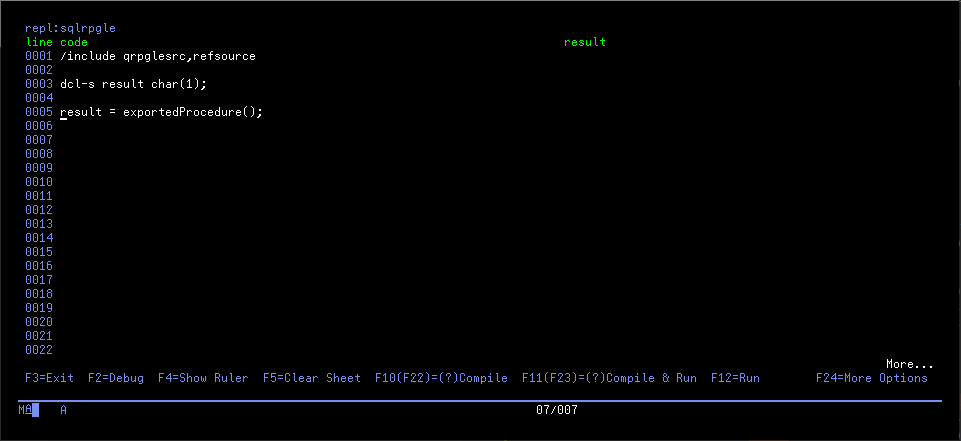 repl:sqlrpgle
line code result
0001 /include qrpglesrc,refsource
0002
0003 dcl-s result char(1);
0004
0005 result = exportedProcedure();
0006
0007
0008
0009
0010
0011
0012
0013
0014
0015
0016
0017
0018
0019
0020
0021
0022
More...
F3=Exit F2=Debug F4=Show Ruler F5=Clear Sheet F10(F22)=(?)Compile F11(F23)=(?)Compile & Run F12=Run F24=More Options
MA A 07/007